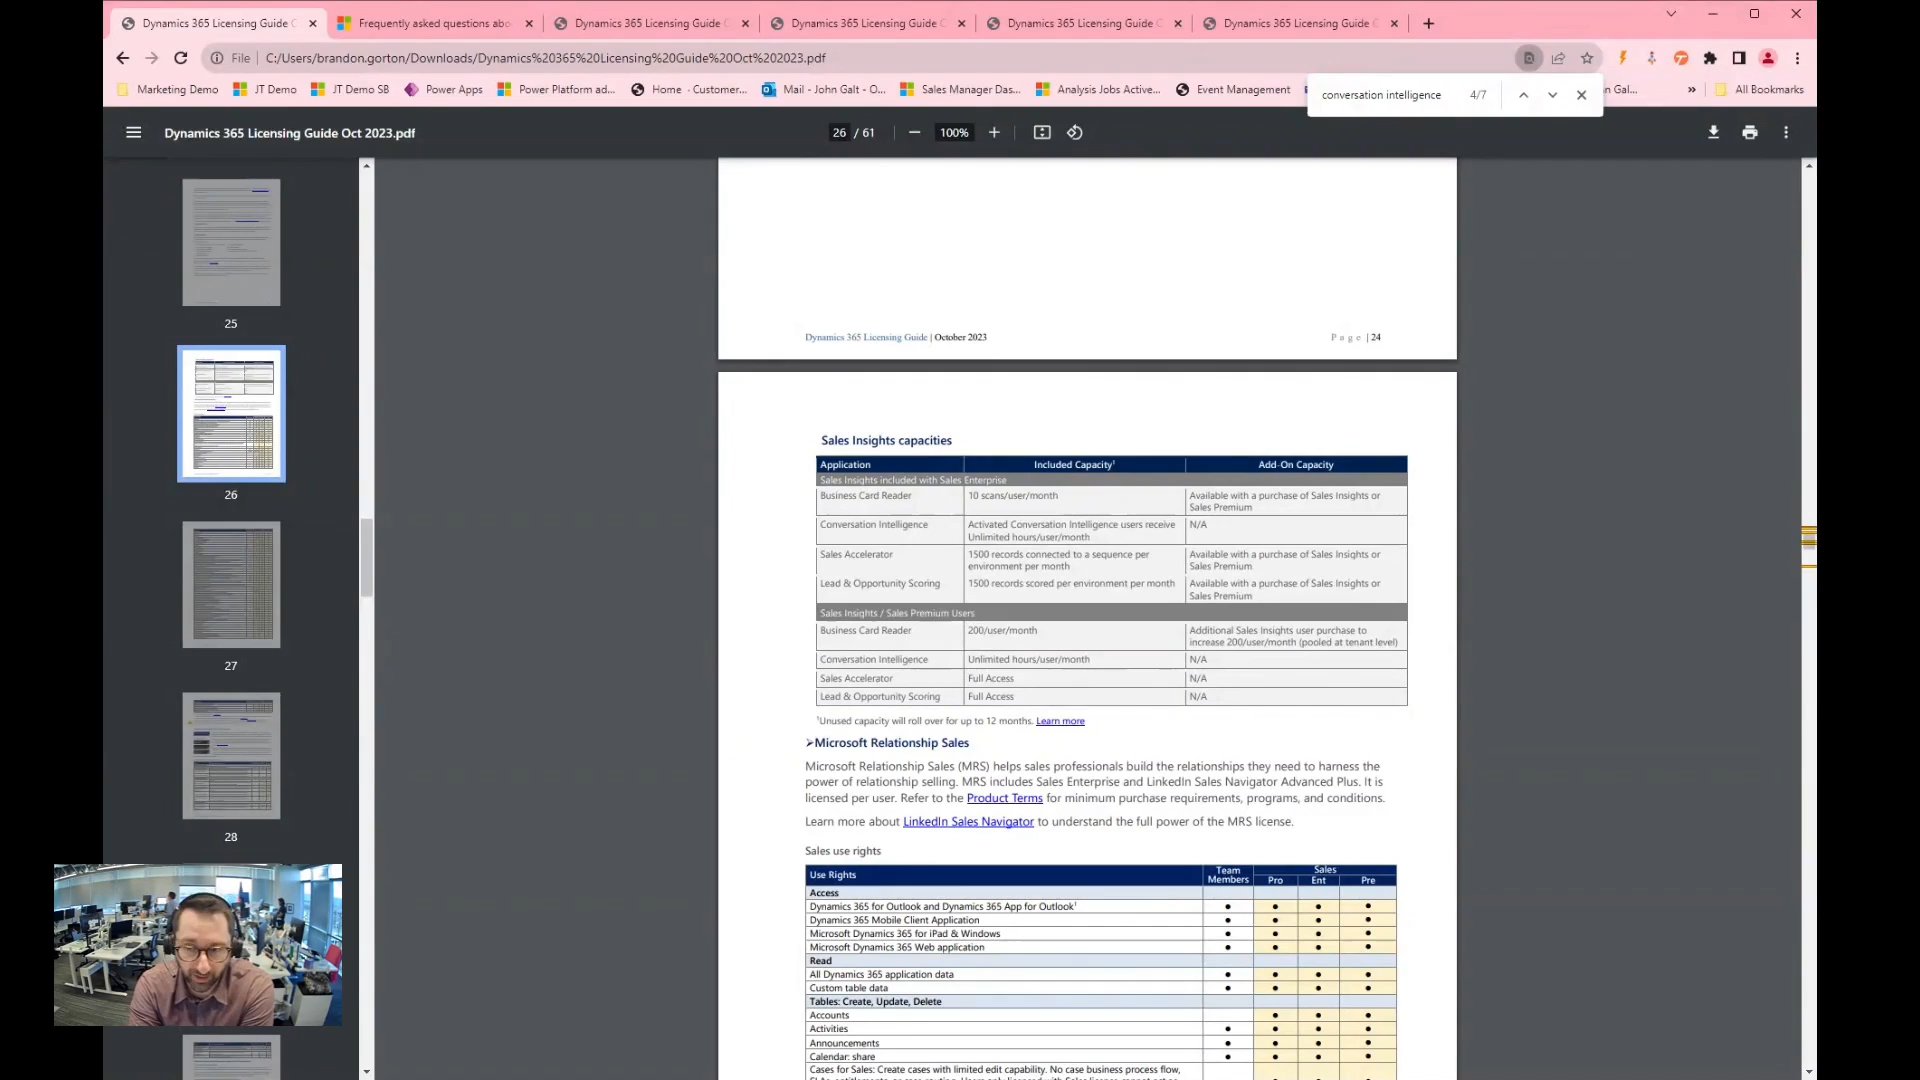 Dynamics 365 Licensing Guide
Frequently asked questions abo
Dynamics 365 Licensing Guide
Dynamics 365 Licensing Guide
Dynamics 365 Licensing Guide
Dynamics 365 Licensing Guide
File C:/Users/brandon.gorton/Downloads/Dynamics%20365%20Licensing%20Guide%20Oct%202023.pdf
Marketing Demo JT Demo JT Demo SB Power Apps Power Platform ad... Home - Customer... Mail - John Galt - O... Sales Manager Das... Analysis Jobs Active... Event Management n Gal... » All Bookmarks
conversation intelligence 4/7
Dynamics 365 Licensing Guide Oct 2023.pdf
26 / 61
100%
25
26
27
28
Dynamics 365 Licensing Guide | October 2023
Page | 24
Sales Insights capacities
Application Included Capacity¹ Add-On Capacity
Sales Insights included with Sales Enterprise
Business Card Reader 10 scans/user/month Available with a purchase of Sales Insights or
Sales Premium
Conversation Intelligence Activated Conversation Intelligence users receive N/A
Unlimited hours/user/month
Sales Accelerator 1500 records connected to a sequence per Available with a purchase of Sales Insights or
environment per month Sales Premium
Lead & Opportunity Scoring 1500 records scored per environment per month Available with a purchase of Sales Insights or
Sales Premium
Sales Insights / Sales Premium Users
Business Card Reader 200/user/month Additional Sales Insights user purchase to
increase 200/user/month (pooled at tenant level)
Conversation Intelligence Unlimited hours/user/month N/A
Sales Accelerator Full Access N/A
Lead & Opportunity Scoring Full Access N/A
¹Unused capacity will roll over for up to 12 months. Learn more
➢Microsoft Relationship Sales
Microsoft Relationship Sales (MRS) helps sales professionals build the relationships they need to harness the
power of relationship selling. MRS includes Sales Enterprise and LinkedIn Sales Navigator Advanced Plus. It is
licensed per user. Refer to the Product Terms for minimum purchase requirements, programs, and conditions.
Learn more about LinkedIn Sales Navigator to understand the full power of the MRS license.
Sales use rights
Use Rights Team Members Sales
Pro Ent Pre
Access
Dynamics 365 for Outlook and Dynamics 365 App for Outlook¹ ● ● ● ●
Dynamics 365 Mobile Client Application ● ● ● ●
Microsoft Dynamics 365 for iPad & Windows ● ● ● ●
Microsoft Dynamics 365 Web application ● ● ● ●
Read
All Dynamics 365 application data ● ● ● ●
Custom table data ● ● ● ●
Tables: Create, Update, Delete
Accounts ● ● ●
Activities ● ● ● ●
Announcements ● ● ● ●
Calendar: share ● ● ● ●
Cases for Sales: Create cases with limited edit capability. No case business process flow,